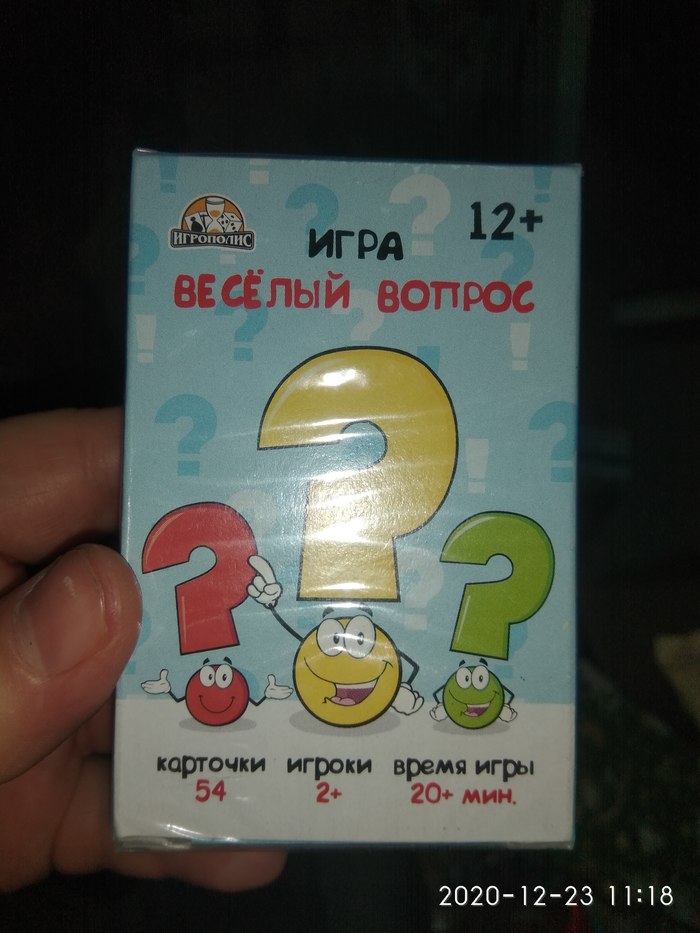 ИГРОПОЛИС
12+
ИГРА
ВЕСЁЛЫЙ ВОПРОС
карточки игроки время игры
54 2+ 20+ мин.
2020-12-23 11:18